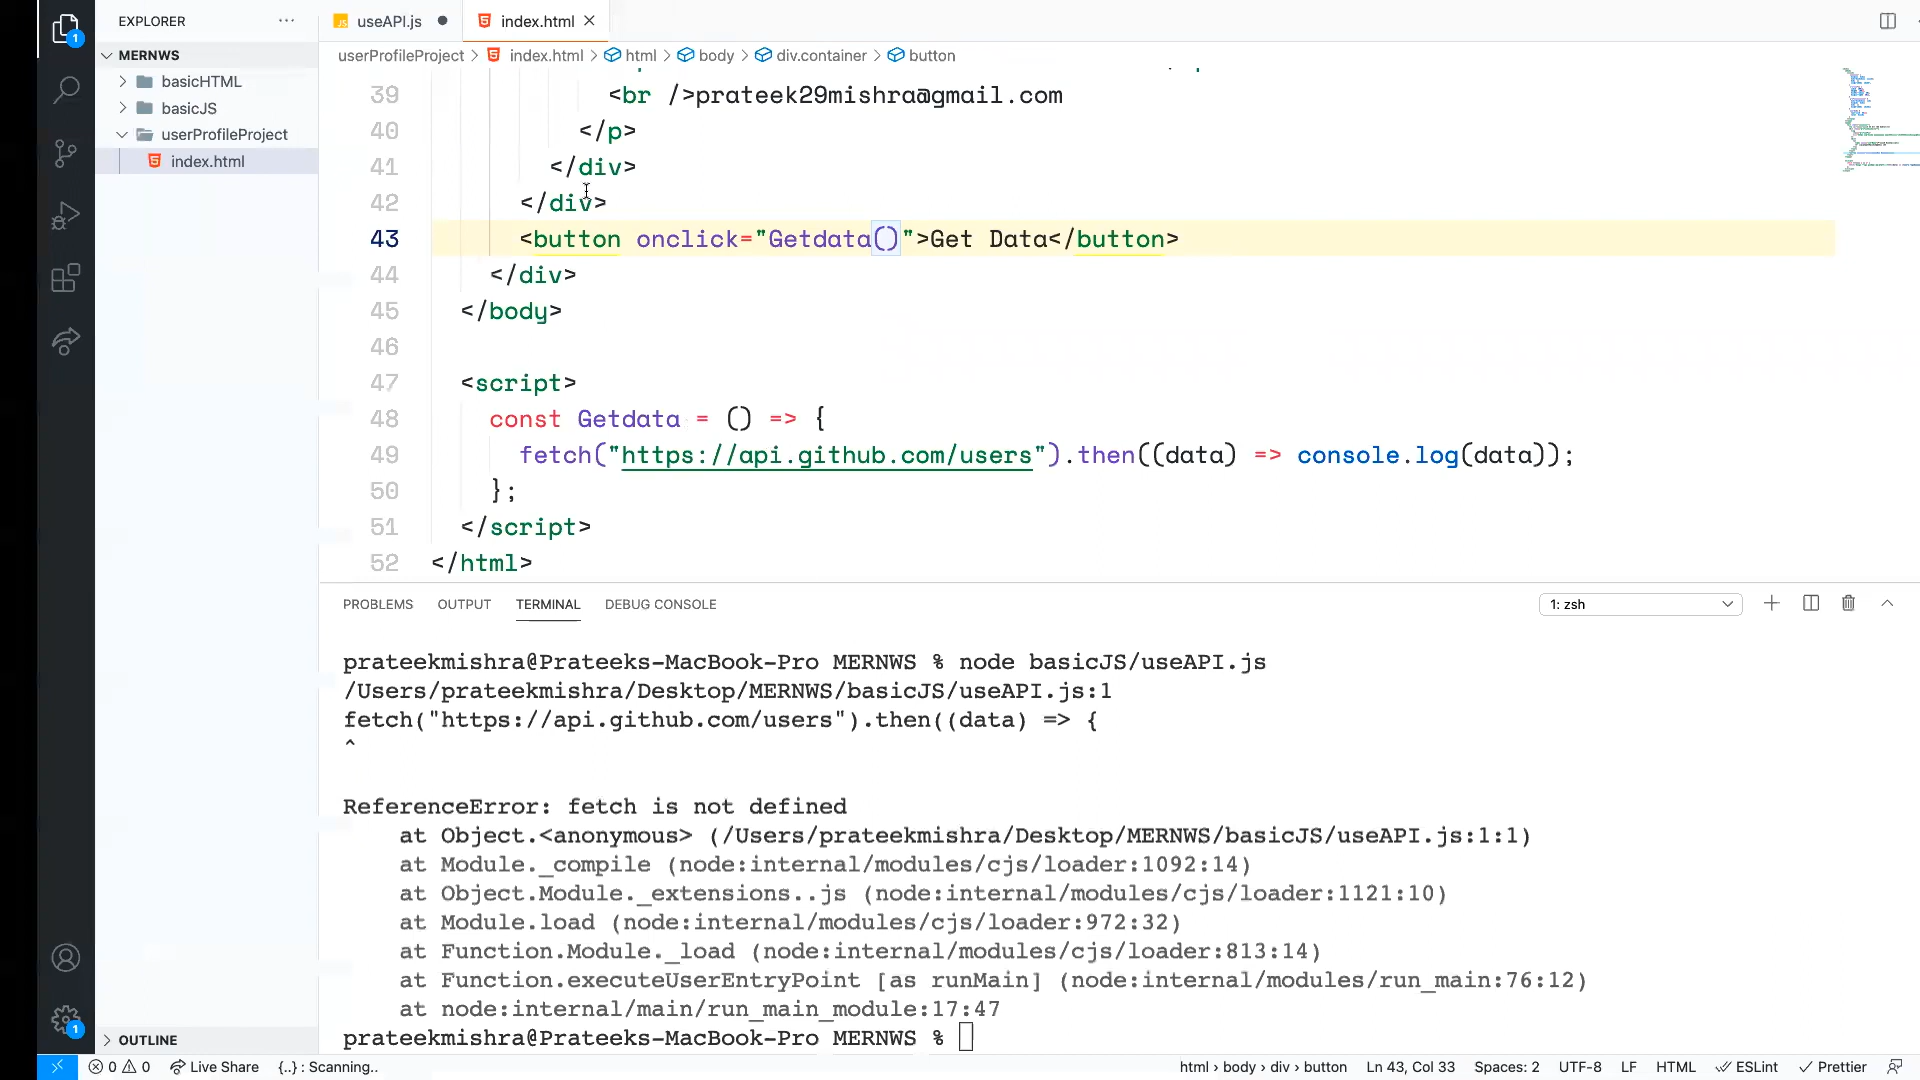 EXPLORER
useAPI.js
index.html
MERNWS
userProfileProject > index.html > html > body > div.container > button
basicHTML
basicJS
userProfileProject
index.html
39 <br />prateek29mishra@gmail.com
40 </p>
41 </div>
42 </div>
43 <button onclick="Getdata()">Get Data</button>
44 </div>
45 </body>
46
47 <script>
48 const Getdata = () => {
49 fetch("https://api.github.com/users").then((data) => console.log(data));
50 };
51 </script>
52 </html>
PROBLEMS OUTPUT TERMINAL DEBUG CONSOLE
1: zsh
prateekmishra@Prateeks-MacBook-Pro MERNWS % node basicJS/useAPI.js
/Users/prateekmishra/Desktop/MERNWS/basicJS/useAPI.js:1
fetch("https://api.github.com/users").then((data) => {
^
ReferenceError: fetch is not defined
at Object.<anonymous> (/Users/prateekmishra/Desktop/MERNWS/basicJS/useAPI.js:1:1)
at Module._compile (node:internal/modules/cjs/loader:1092:14)
at Object.Module._extensions..js (node:internal/modules/cjs/loader:1121:10)
at Module.load (node:internal/modules/cjs/loader:972:32)
at Function.Module._load (node:internal/modules/cjs/loader:813:14)
at Function.executeUserEntryPoint [as runMain] (node:internal/modules/run_main:76:12)
at node:internal/main/run_main_module:17:47
prateekmishra@Prateeks-MacBook-Pro MERNWS %
OUTLINE
1
1
0 0 Live Share {..} : Scanning.. html > body > div > button Ln 43, Col 33 Spaces: 2 UTF-8 LF HTML ESLint Prettier